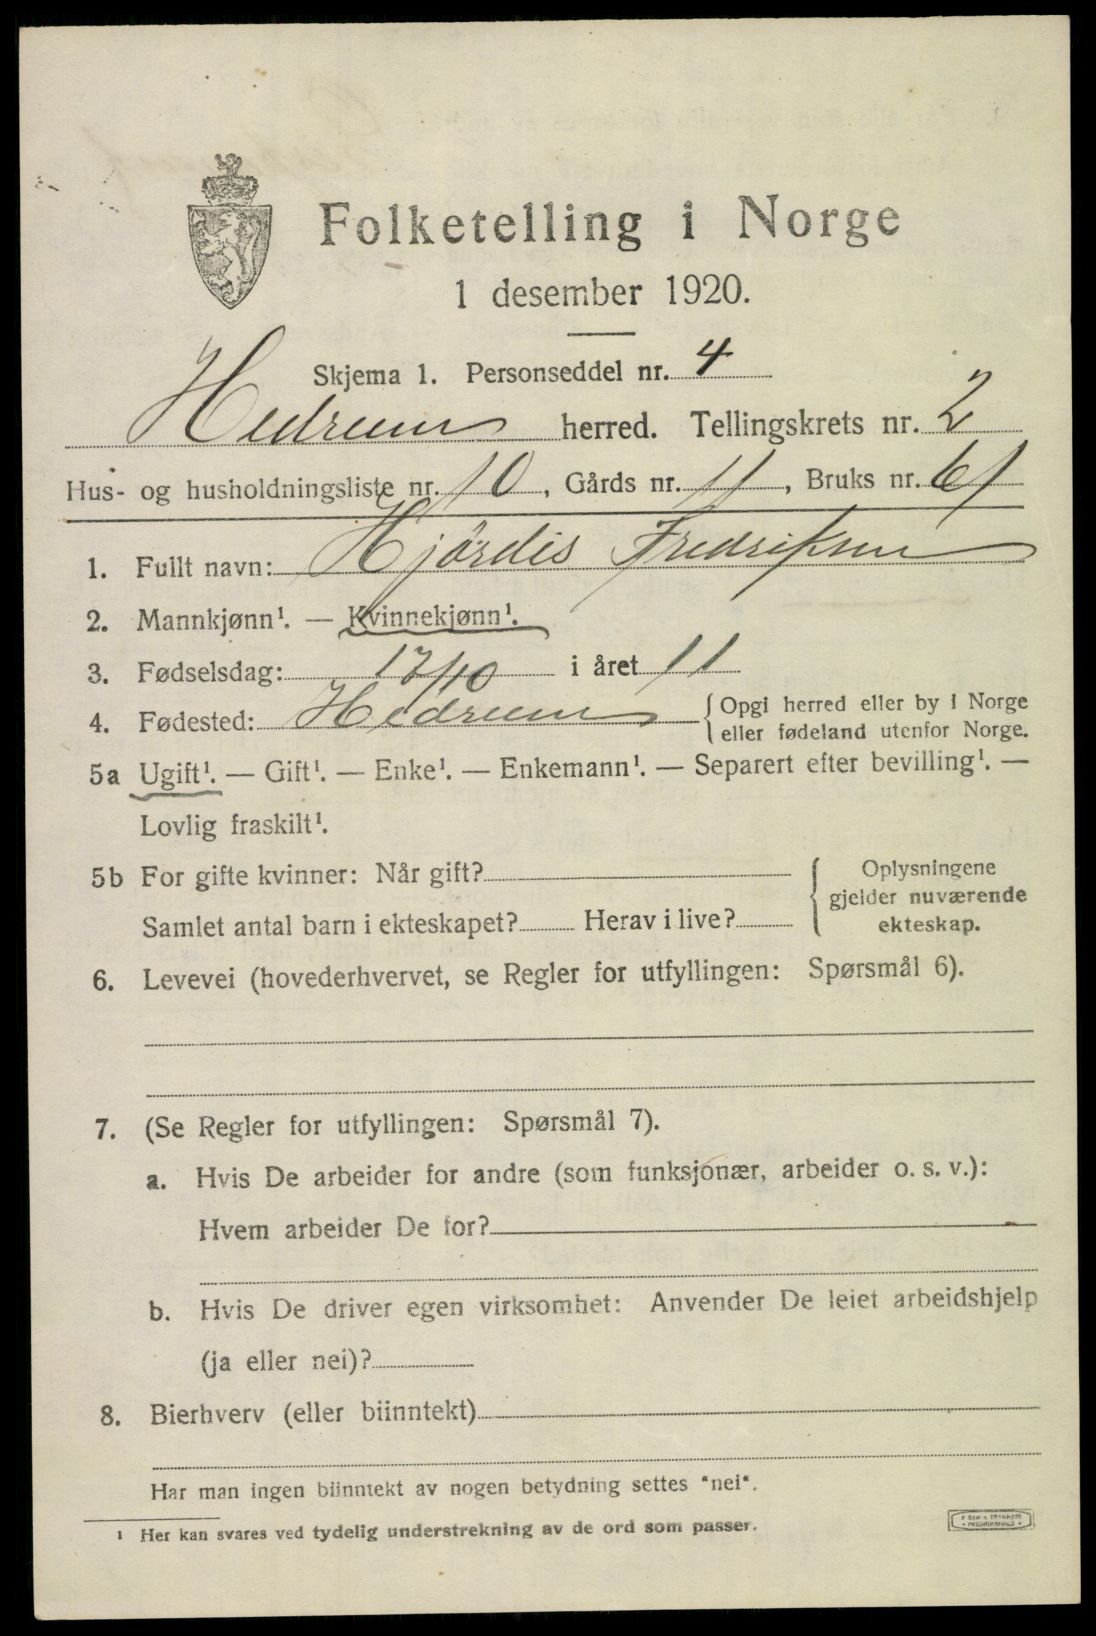 Folketelling i Norge
1 desember 1920.
Skjema 1. Personseddel nr. 4
Hedrum herred. Tellingskrets nr. 2
Hus- og husholdningsliste nr. 10, Gårds nr. 11, Bruks nr. 61
1. Fullt navn: Hjördis Fredriksen
2. Mannkjønn¹. — Kvinnekjønn¹.
3. Fødselsdag: 17/10 i året 11
4. Fødested: Hedrum {Opgi herred eller by i Norge
eller fødeland utenfor Norge.
5a Ugift¹. — Gift¹. — Enke¹. — Enkemann¹. — Separert efter bevilling¹. —
Lovlig fraskilt¹.
5b For gifte kvinner: Når gift? { Oplysningene
gjelder nuværende
Samlet antal barn i ekteskapet? Herav i live? ekteskap.
6. Levevei (hovederhvervet, se Regler for utfyllingen: Spørsmål 6).
7. (Se Regler for utfyllingen: Spørsmål 7).
a. Hvis De arbeider for andre (som funksjonær, arbeider o. s. v.):
Hvem arbeider De for?
b. Hvis De driver egen virksomhet: Anvender De leiet arbeidshjelp
(ja eller nei)?
8. Bierhverv (eller biinntekt)
Har man ingen biinntekt av nogen betydning settes "nei".
¹ Her kan svares ved tydelig understrekning av de ord som passer.